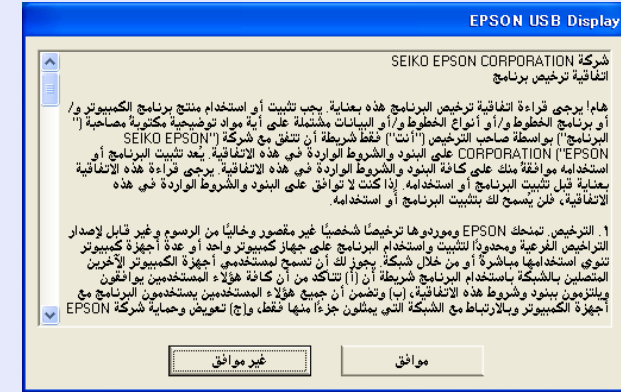 EPSON USB Display
شركة SEIKO EPSON CORPORATION
اتفاقية ترخيص برنامج
هام! يرجى قراءة اتفاقية ترخيص البرنامج هذه بعناية. يجب تثبيت أو استخدام منتج برنامج الكمبيوتر و/
أو برنامج الخطوط و/أو أنواع الخطوط و/أو البيانات مشتملة على أية مواد توضيحية مكتوبة مصاحبة ("
البرنامج") بواسطة صاحب الترخيص ("أنت") فقط شريطة أن تتفق مع شركة ("SEIKO EPSON
CORPORATION ("EPSON على البنود والشروط الواردة في هذه الاتفاقية. يُعد تثبيت البرنامج أو
استخدامه موافقةً منك على كافة البنود والشروط الواردة في هذه الاتفاقية. يرجى قراءة هذه الاتفاقية
بعناية قبل تثبيت البرنامج أو استخدامه. إذا كنت لا توافق على البنود والشروط الواردة في هذه
الاتفاقية، فلن يُسمح لك بتثبيت البرنامج أو استخدامه.
١. الترخيص. تمنحك EPSON وموردوها ترخيصًا شخصيًا غير مقصور وخاليًا من الرسوم وغير قابل لإصدار
التراخيص الفرعية ومحدودًا لتثبيت واستخدام البرنامج على جهاز كمبيوتر واحد أو عدة أجهزة كمبيوتر
تنوي استخدامها مباشرةً أو من خلال شبكة. يجوز لك أن تسمح لمستخدمي أجهزة الكمبيوتر الآخرين
المتصلين بالشبكة باستخدام البرنامج شريطة أن (أ) تتأكد من أن كافة هؤلاء المستخدمين يوافقون
ويلتزمون ببنود وشروط هذه الاتفاقية، (ب) وتضمن أن جميع هؤلاء المستخدمين يستخدمون البرنامج مع
أجهزة الكمبيوتر وبالارتباط مع الشبكة التي يمثلون جزءًا منها فقط، و(ج) تعويض وحماية شركة EPSON
موافق
غير موافق